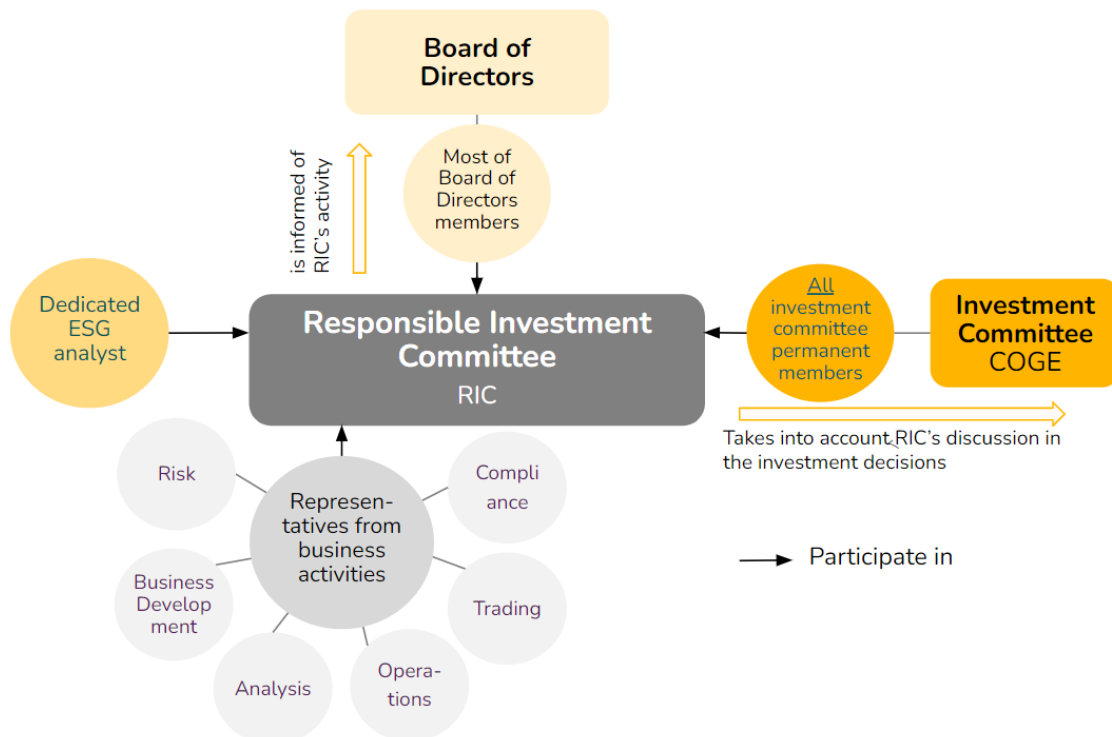 Board of
Directors
is informed of
RIC's activity
Most of
Board of
Directors
members
Dedicated
ESG
analyst
Responsible Investment
Committee
RIC
All
investment
committee
permanent
members
Investment
Committee
COGE
Takes into account RIC's discussion in
the investment decisions
Risk
Represen-
tatives from
business
activities
Compli
ance
Business
Develop
ment
Trading
Analysis
Opera-
tions
Participate in